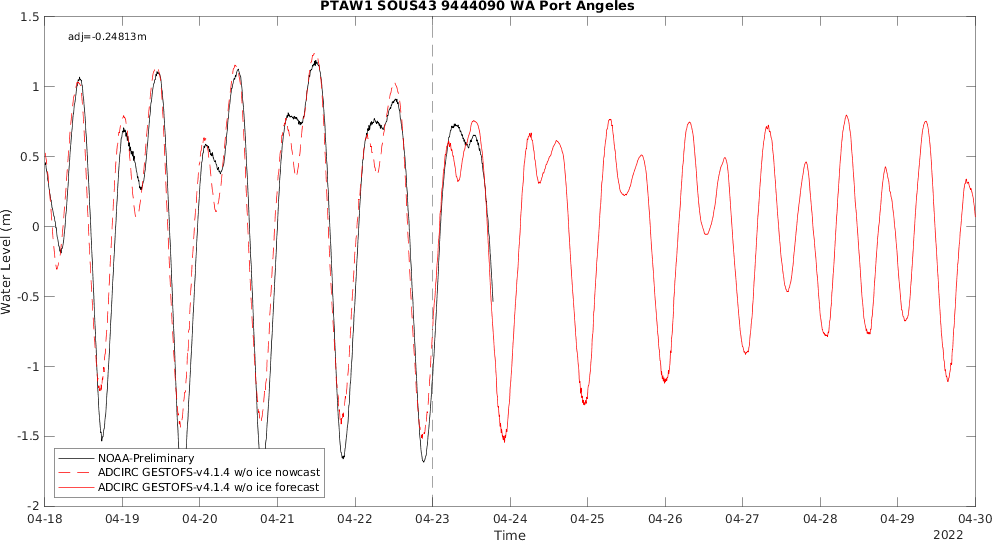 PTAW1 SOUS43 9444090 WA Port Angeles
adj=-0.24813m
1.5
1
0.5
0
-0.5
-1
-1.5
-2
Water Level (m)
NOAA-Preliminary
ADCIRC GESTOFS-v4.1.4 w/o ice nowcast
ADCIRC GESTOFS-v4.1.4 w/o ice forecast
04-18 04-19 04-20 04-21 04-22 04-23 04-24 04-25 04-26 04-27 04-28 04-29 04-30
Time
2022